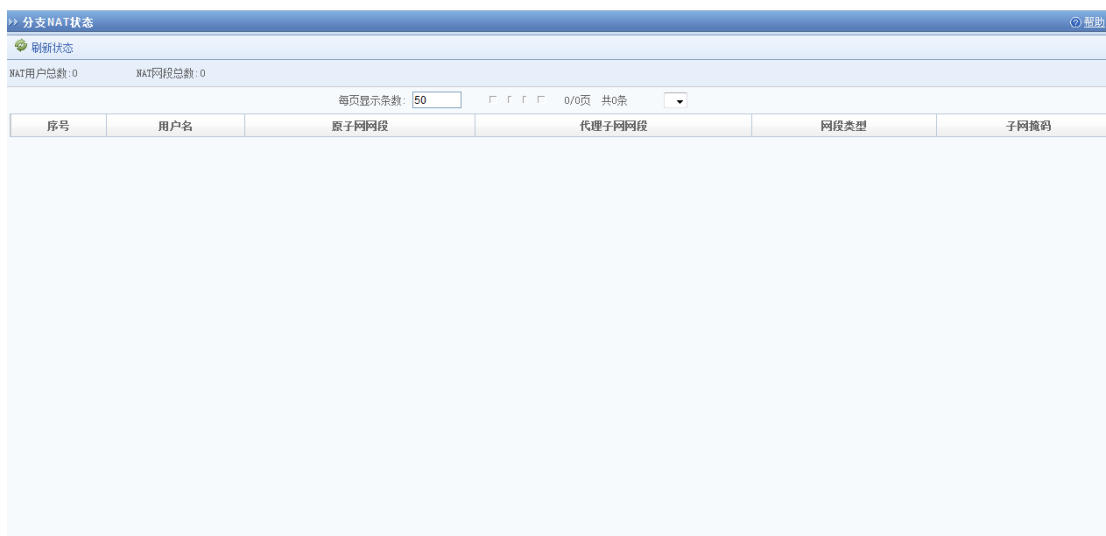 分支NAT状态 帮助
刷新状态
NAT用户总数:0 NAT网段总数:0
每页显示条数: 50 0/0页 共0条
序号 用户名 原子网网段 代理子网网段 网段类型 子网掩码